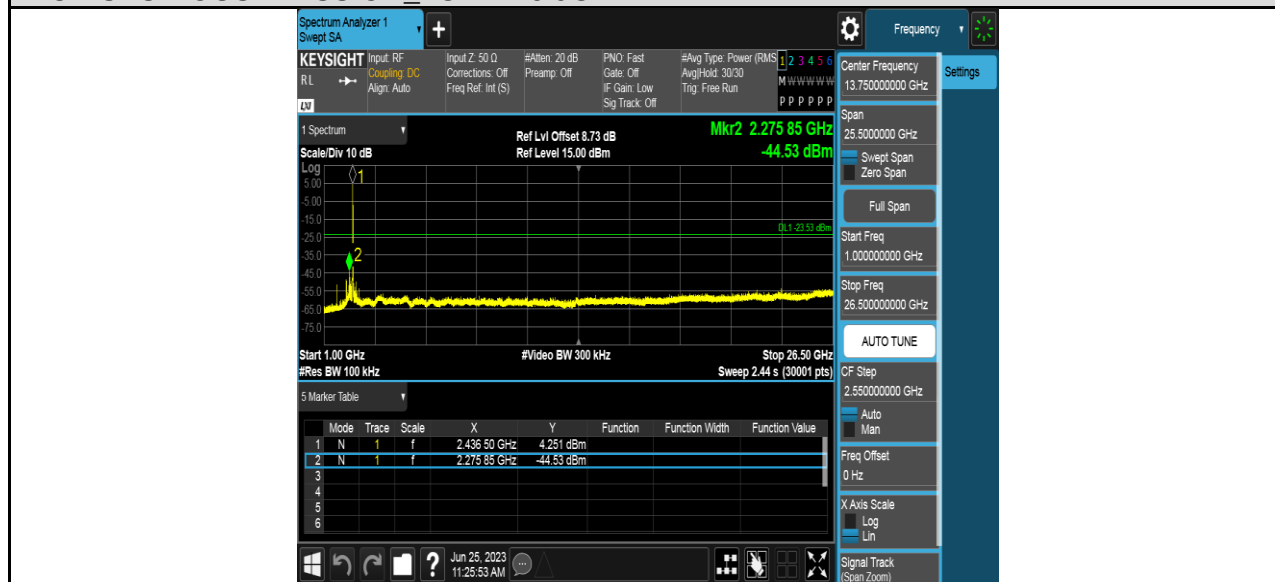 Spectrum Analyzer 1
Swept SA
+
Frequency
KEYSIGHT
RL
LXI
Input: RF
Coupling: DC
Align: Auto
Input Z: 50 Ω
Corrections: Off
Freq Ref: Int (S)
#Atten: 20 dB
Preamp: Off
PNO: Fast
Gate: Off
IF Gain: Low
Sig Track: Off
#Avg Type: Power (RMS
Avg|Hold: 30/30
Trig: Free Run
1 2 3 4 5 6
M W W W W W
P P P P P P
1 Spectrum
Scale/Div 10 dB
Ref Lvl Offset 8.73 dB
Ref Level 15.00 dBm
Mkr2 2.275 85 GHz
-44.53 dBm
Log
5.00
-5.00
-15.0
-25.0
-35.0
-45.0
-55.0
-65.0
-75.0
1
2
DL1 -23.53 dBm
Start 1.00 GHz
#Video BW 300 kHz
Stop 26.50 GHz
#Res BW 100 kHz
Sweep 2.44 s (30001 pts)
5 Marker Table
Mode Trace Scale X Y Function Function Width Function Value
1 N 1 f 2.436 50 GHz 4.251 dBm
2 N 1 f 2.275 85 GHz -44.53 dBm
3
4
5
6
?
Jun 25, 2023
11:25:53 AM
Center Frequency
13.750000000 GHz
Settings
Span
25.5000000 GHz
Swept Span
Zero Span
Full Span
Start Freq
1.000000000 GHz
Stop Freq
26.500000000 GHz
AUTO TUNE
CF Step
2.550000000 GHz
Auto
Man
Freq Offset
0 Hz
X Axis Scale
Log
Lin
Signal Track
(Span Zoom)